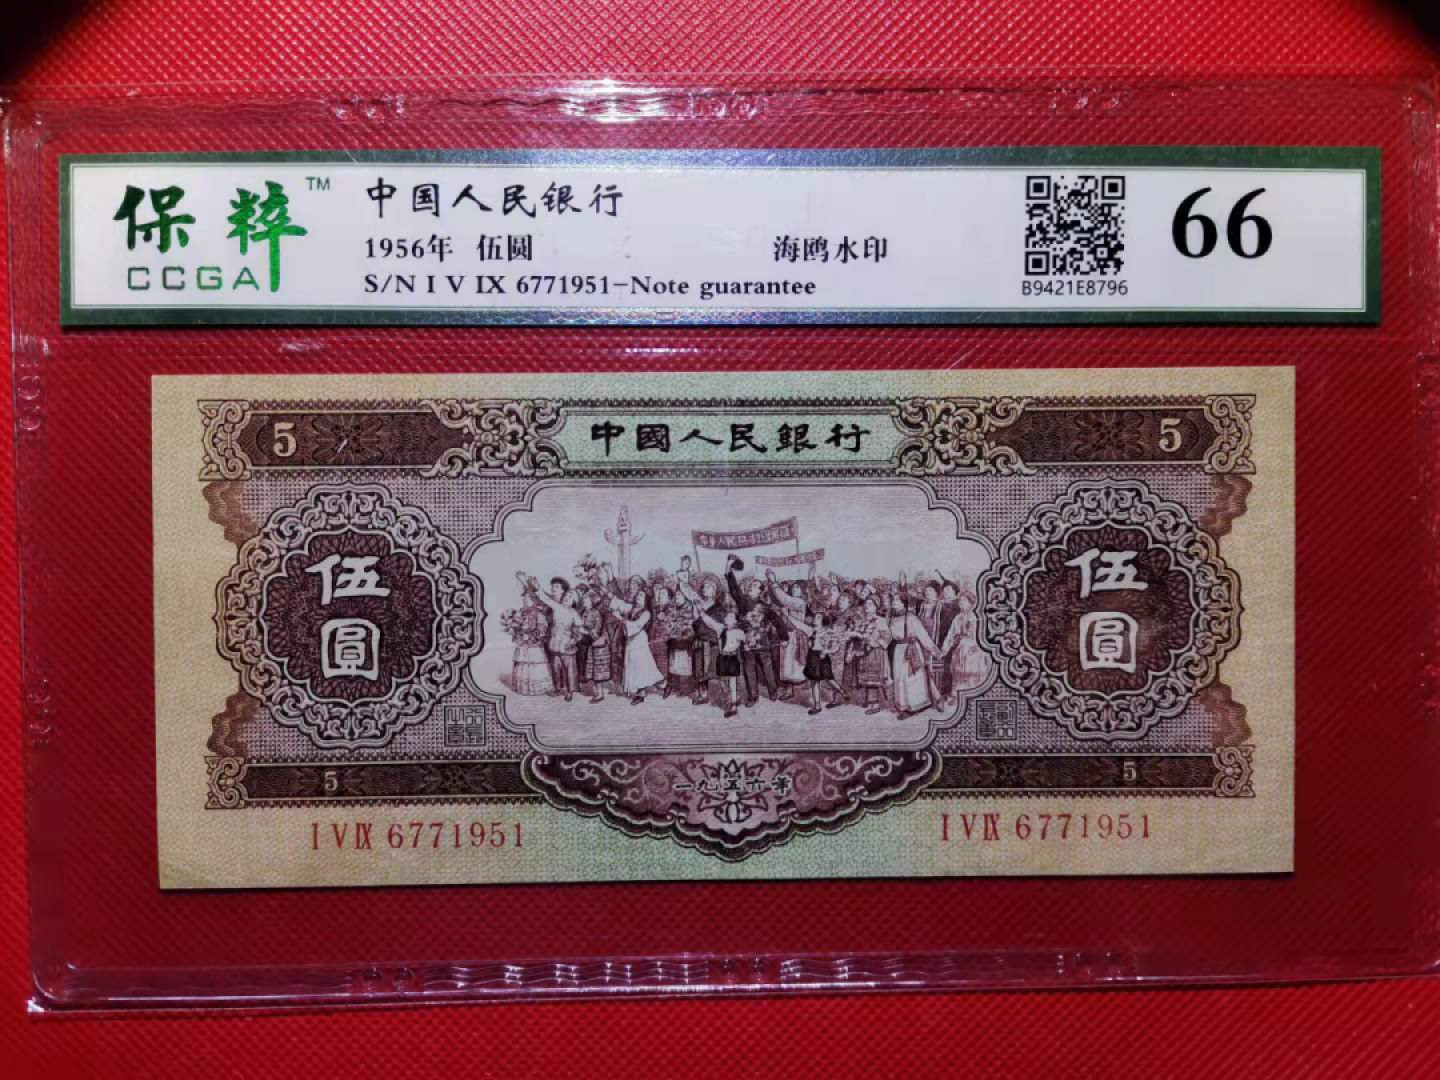 保粹™
CCGA
中国人民银行
1956年 伍圆 海鸥水印
S/N I V IX 6771951-Note guarantee
B9421E8796
66
5 中國人民銀行 5
伍圓 伍圓
5 一九五六年 5
I V IX 6771951 I V IX 6771951